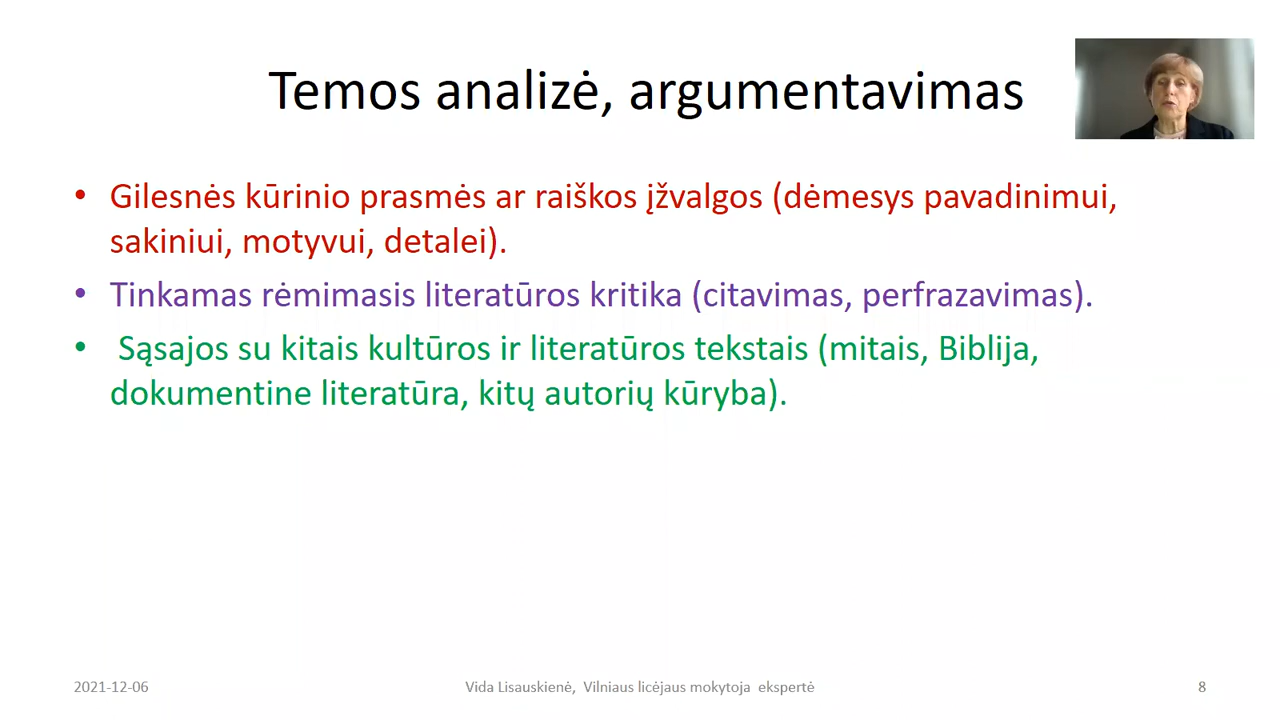 Temos analizė, argumentavimas
• Gilesnės kūrinio prasmės ar raiškos įžvalgos (dėmesys pavadinimui,
sakiniui, motyvui, detalei).
• Tinkamas rėmimasis literatūros kritika (citavimas, perfrazavimas).
• Sąsajos su kitais kultūros ir literatūros tekstais (mitais, Biblija,
dokumentine literatūra, kitų autorių kūryba).
2021-12-06
Vida Lisauskienė, Vilniaus licėjaus mokytoja ekspertė
8